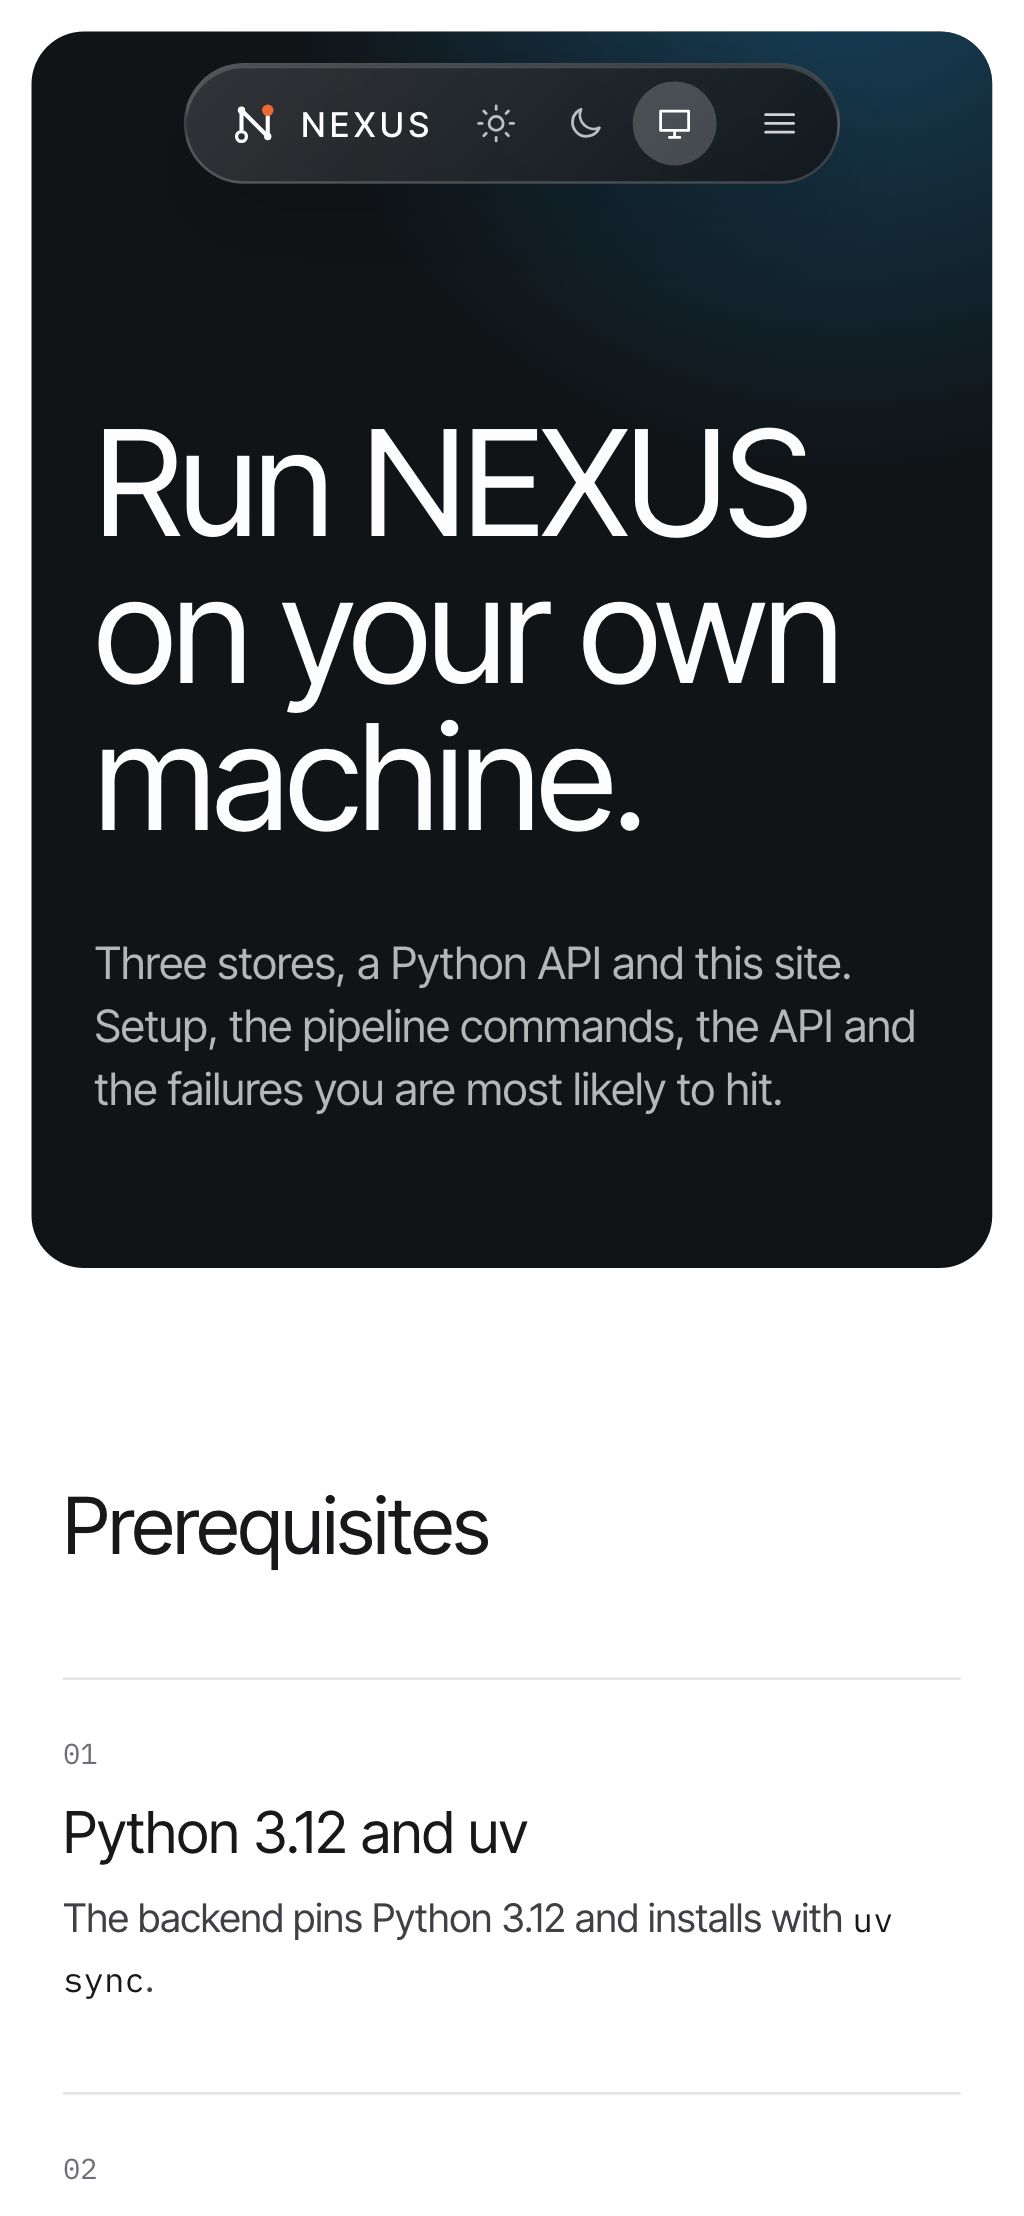 NEXUS
Run NEXUS
on your own
machine.
Three stores, a Python API and this site.
Setup, the pipeline commands, the API and
the failures you are most likely to hit.
Prerequisites
01
Python 3.12 and uv
The backend pins Python 3.12 and installs with uv
sync.
02